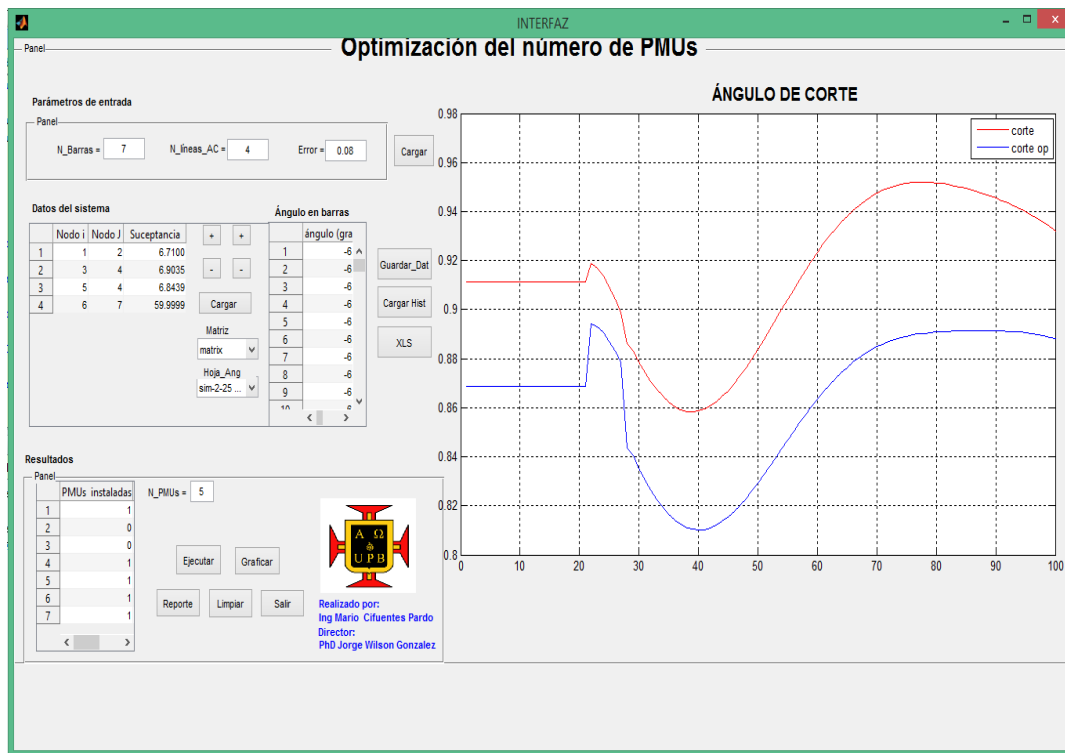 INTERFAZ
Panel
Optimización del número de PMUs
Parámetros de entrada
Panel
N_Barras = 7 N_líneas_AC = 4 Error = 0.08 Cargar
Datos del sistema
Nodo i Nodo J Suceptancia
1 1 2 6.7100
2 3 4 6.9035
3 5 4 6.8439
4 6 7 59.9999
+ +
- -
Cargar
Matriz
matrix
Hoja_Ang
sim-2-25 ...
Ángulo en barras
ángulo (gra
1 -6
2 -6
3 -6
4 -6
5 -6
6 -6
7 -6
8 -6
9 -6
10 -6
Guardar_Dat
Cargar Hist
XLS
Resultados
Panel
PMUs instaladas
1 1
2 0
3 0
4 1
5 1
6 1
7 1
N_PMUs = 5
Ejecutar Graficar
Reporte Limpiar Salir
A Ω
UPB
Realizado por:
Ing Mario Cifuentes Pardo
Director:
PhD Jorge Wilson Gonzalez
ÁNGULO DE CORTE
corte
corte op
0.98
0.96
0.94
0.92
0.9
0.88
0.86
0.84
0.82
0.8
0 10 20 30 40 50 60 70 80 90 100